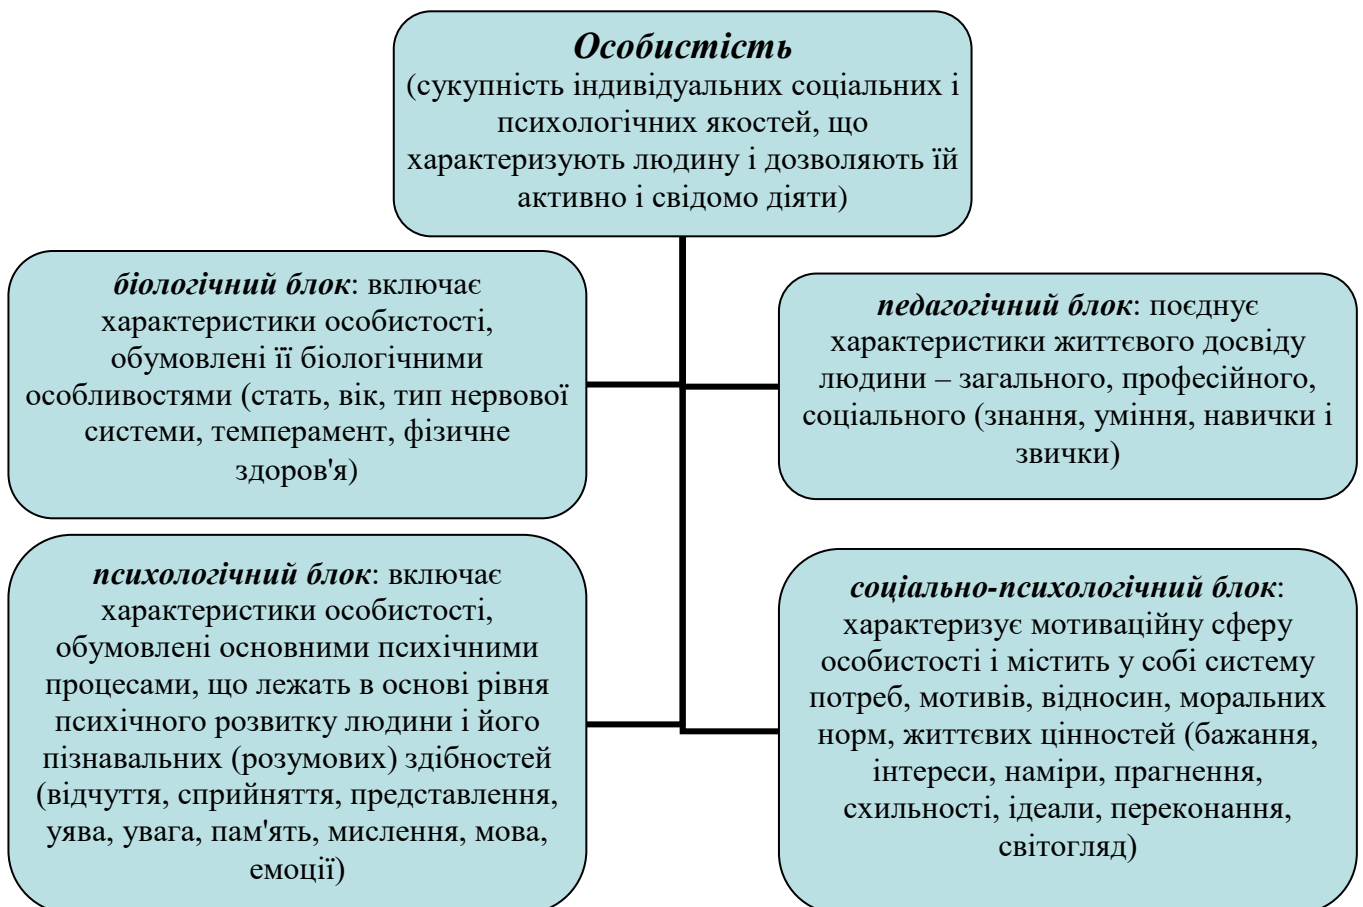 Особистість
(сукупність індивідуальних соціальних і
психологічних якостей, що
характеризують людину і дозволяють їй
активно і свідомо діяти)
біологічний блок: включає
характеристики особистості,
обумовлені її біологічними
особливостями (стать, вік, тип нервової
системи, темперамент, фізичне
здоров'я)
педагогічний блок: поєднує
характеристики життєвого досвіду
людини – загального, професійного,
соціального (знання, уміння, навички і
звички)
психологічний блок: включає
характеристики особистості,
обумовлені основними психічними
процесами, що лежать в основі рівня
психічного розвитку людини і його
пізнавальних (розумових) здібностей
(відчуття, сприйняття, представлення,
уява, увага, пам'ять, мислення, мова,
емоції)
соціально-психологічний блок:
характеризує мотиваційну сферу
особистості і містить у собі систему
потреб, мотивів, відносин, моральних
норм, життєвих цінностей (бажання,
інтереси, наміри, прагнення,
схильності, ідеали, переконання,
світогляд)